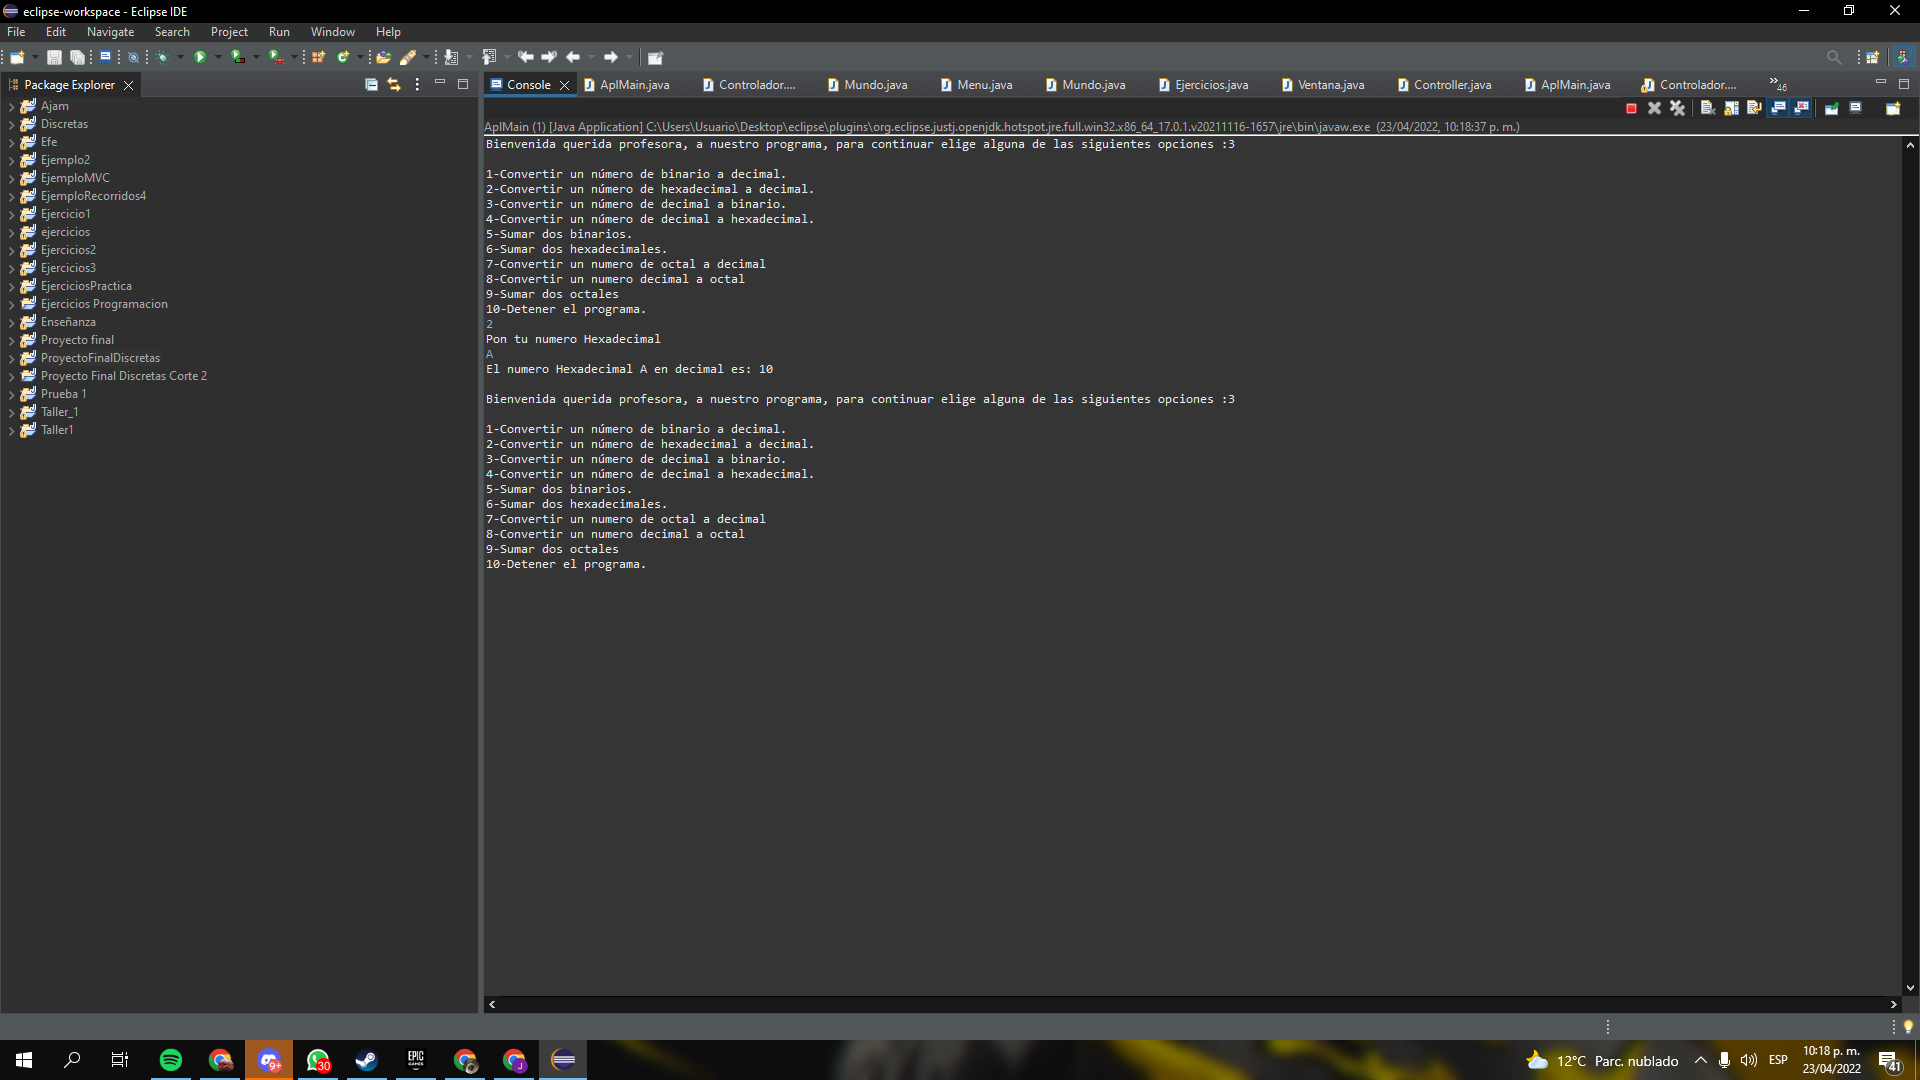 eclipse-workspace - Eclipse IDE
File Edit Navigate Search Project Run Window Help
Package Explorer
Console AplMain.java Controlador.... Mundo.java Menu.java Mundo.java Ejercicios.java Ventana.java Controller.java AplMain.java Controlador.... »46
Ajam
Discretas
Efe
Ejemplo2
EjemploMVC
EjemploRecorridos4
Ejercicio1
ejercicios
Ejercicios2
Ejercicios3
EjerciciosPractica
Ejercicios Programacion
Enseñanza
Proyecto final
ProyectoFinalDiscretas
Proyecto Final Discretas Corte 2
Prueba 1
Taller_1
Taller1
AplMain (1) [Java Application] C:\Users\Usuario\Desktop\eclipse\plugins\org.eclipse.justj.openjdk.hotspot.jre.full.win32.x86_64_17.0.1.v20211116-1657\jre\bin\javaw.exe (23/04/2022, 10:18:37 p. m.)
Bienvenida querida profesora, a nuestro programa, para continuar elige alguna de las siguientes opciones :3
1-Convertir un número de binario a decimal.
2-Convertir un número de hexadecimal a decimal.
3-Convertir un número de decimal a binario.
4-Convertir un número de decimal a hexadecimal.
5-Sumar dos binarios.
6-Sumar dos hexadecimales.
7-Convertir un numero de octal a decimal
8-Convertir un numero decimal a octal
9-Sumar dos octales
10-Detener el programa.
2
Pon tu numero Hexadecimal
A
El numero Hexadecimal A en decimal es: 10
Bienvenida querida profesora, a nuestro programa, para continuar elige alguna de las siguientes opciones :3
1-Convertir un número de binario a decimal.
2-Convertir un número de hexadecimal a decimal.
3-Convertir un número de decimal a binario.
4-Convertir un número de decimal a hexadecimal.
5-Sumar dos binarios.
6-Sumar dos hexadecimales.
7-Convertir un numero de octal a decimal
8-Convertir un numero decimal a octal
9-Sumar dos octales
10-Detener el programa.
9+
30
EPIC
GAMES
J
12°C Parc. nublado
ESP
10:18 p. m.
23/04/2022
41